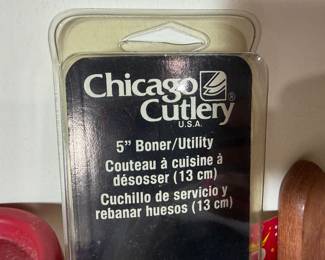 Chicago
Cutlery®
U.S.A.
5" Boner/Utility
Couteau à cuisine à
désosser (13 cm)
Cuchillo de servicio y
rebanar huesos (13 cm)